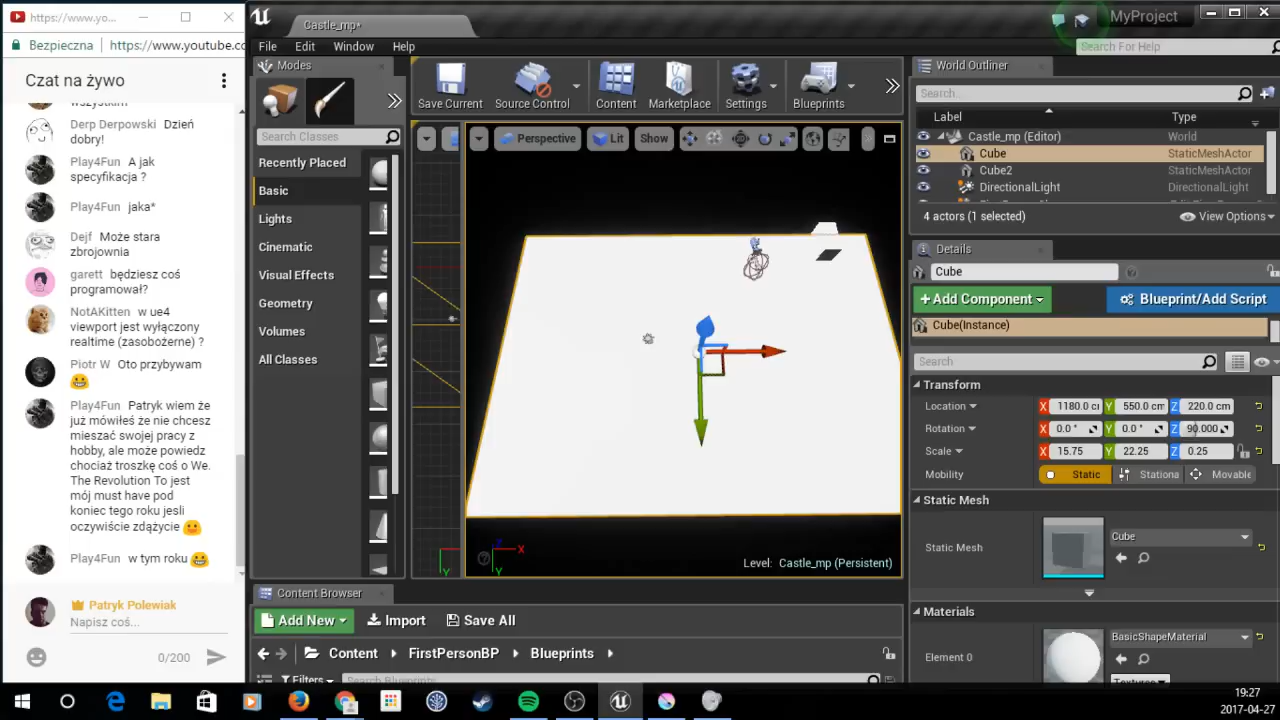 https://www.yo...
Bezpieczna
https://www.youtube.cc
Czat na żywo
wszystkim
Derp Derpowski Dzień
dobry!
Play4Fun A jak
specyfikacja ?
Play4Fun jaka*
Dejf Może stara
zbrojownia
garett będziesz coś
programował?
NotAKitten w ue4
viewport jest wyłączony
realtime (zasobożerne) ?
Piotr W Oto przybywam
Play4Fun Patryk wiem że
już mówiłeś że nie chcesz
mieszać swojej pracy z
hobby, ale może powiedz
chociaż troszkę coś o We.
The Revolution To jest
mój must have pod
koniec tego roku jesli
oczywiście zdążycie
Play4Fun w tym roku
Patryk Polewiak
Napisz coś...
0/200
Castle_mp*
MyProject
File Edit Window Help
Search For Help
Modes
Search Classes
Recently Placed
Basic
Lights
Cinematic
Visual Effects
Geometry
Volumes
All Classes
Save Current
Source Control
Content
Marketplace
Settings
Blueprints
Perspective
Lit
Show
X
Y
Level: Castle_mp (Persistent)
Content Browser
Add New
Import
Save All
Content
FirstPersonBP
Blueprints
Filters
Search Blueprints
World Outliner
Search...
Label
Type
Castle_mp (Editor) World
Cube StaticMeshActor
Cube2 StaticMeshActor
DirectionalLight DirectionalLight
4 actors (1 selected)
View Options
Details
Cube
+Add Component
Blueprint/Add Script
Cube(Instance)
Search
Transform
Location X 1180.0 cm Y 550.0 cm Z 220.0 cm
Rotation X 0.0 ° Y 0.0 ° Z 90.000
Scale X 15.75 Y 22.25 Z 0.25
Mobility Static Stationa Movable
Static Mesh
Static Mesh
Cube
Materials
Element 0
BasicShapeMaterial
Textures
19:27
2017-04-27